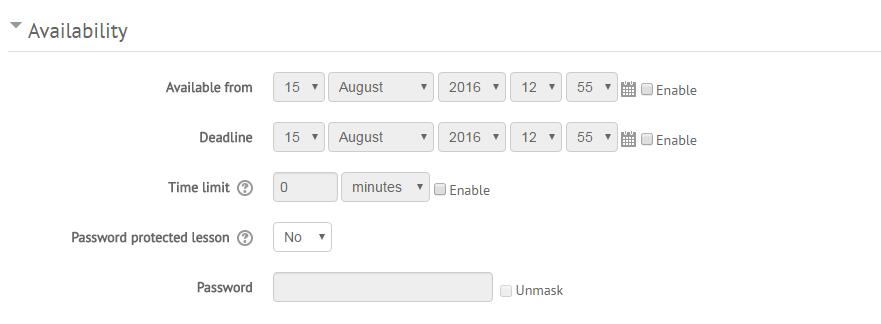 Availability
Available from 15 August 2016 12 55 Enable
Deadline 15 August 2016 12 55 Enable
Time limit ? 0 minutes Enable
Password protected lesson ? No
Password Unmask